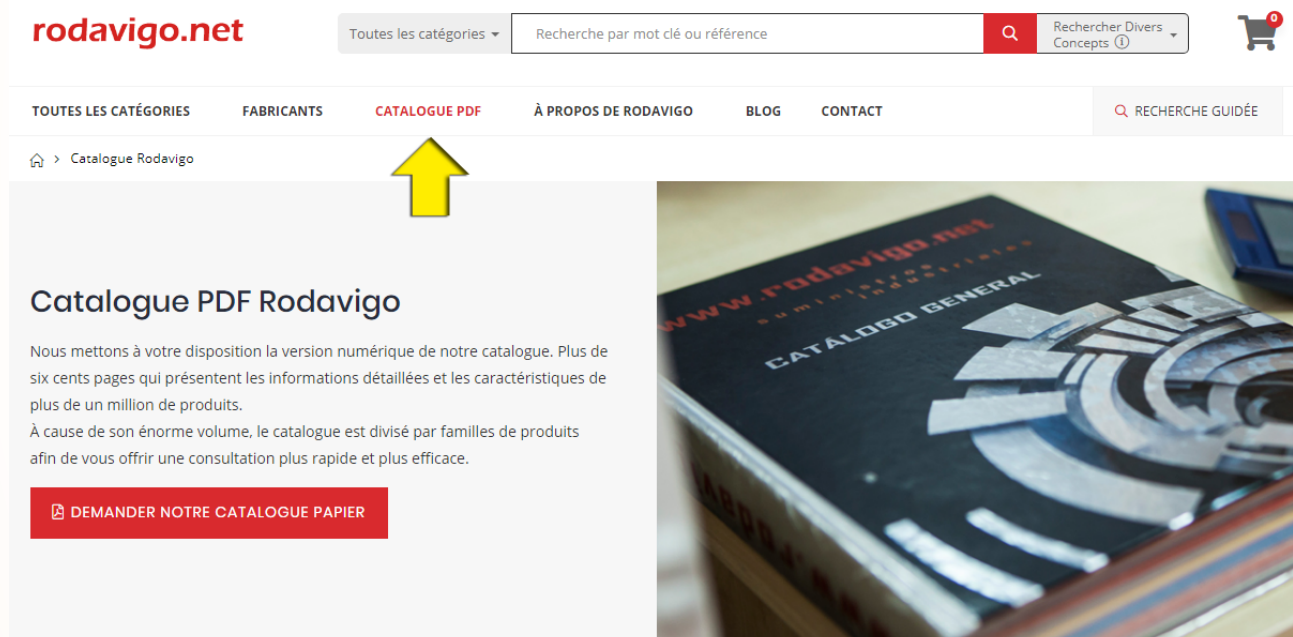 rodavigo.net
Toutes les catégories
Recherche par mot clé ou référence
Rechercher Divers
Concepts
0
TOUTES LES CATÉGORIES
FABRICANTS
CATALOGUE PDF
À PROPOS DE RODAVIGO
BLOG
CONTACT
RECHERCHE GUIDÉE
> Catalogue Rodavigo
Catalogue PDF Rodavigo
Nous mettons à votre disposition la version numérique de notre catalogue. Plus de
six cents pages qui présentent les informations détaillées et les caractéristiques de
plus de un million de produits.
À cause de son énorme volume, le catalogue est divisé par familles de produits
afin de vous offrir une consultation plus rapide et plus efficace.
DEMANDER NOTRE CATALOGUE PAPIER
www.rodavigo.net
suministros
industriales
CATÁLOGO GENERAL